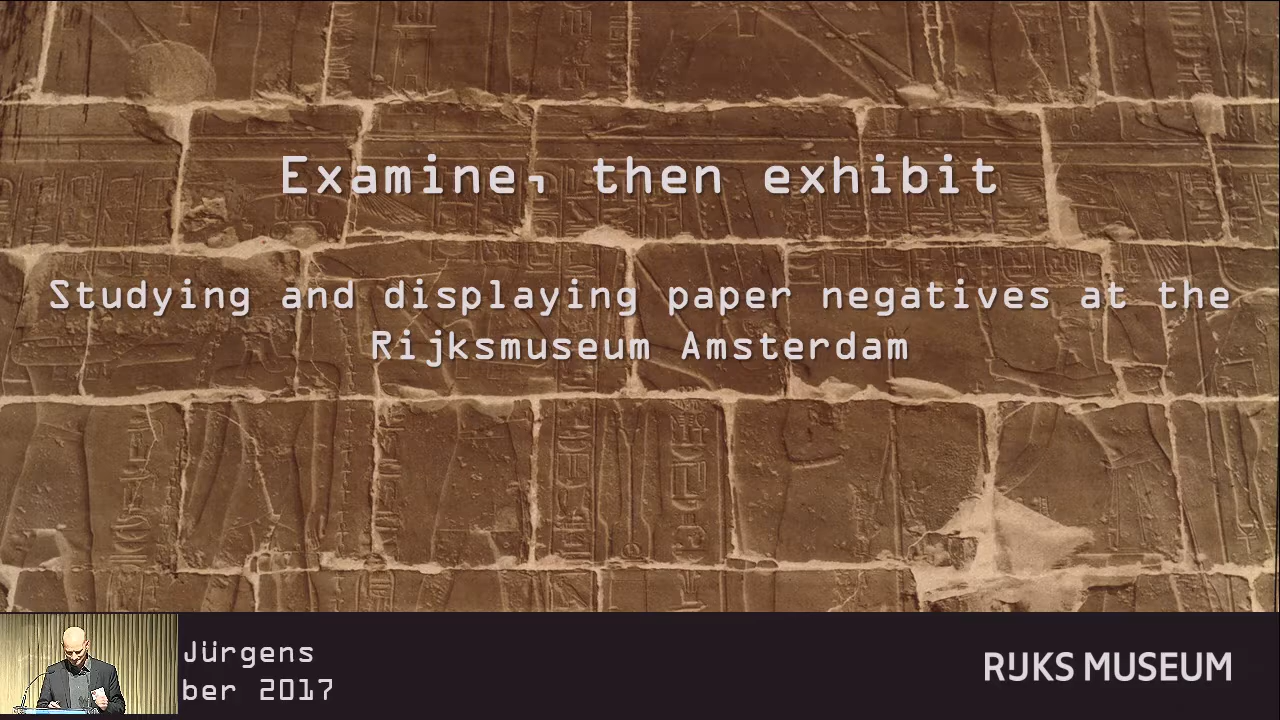 Examine, then exhibit
Studying and displaying paper negatives at the
Rijksmuseum Amsterdam
Jürgens
ber 2017
RIJKS MUSEUM